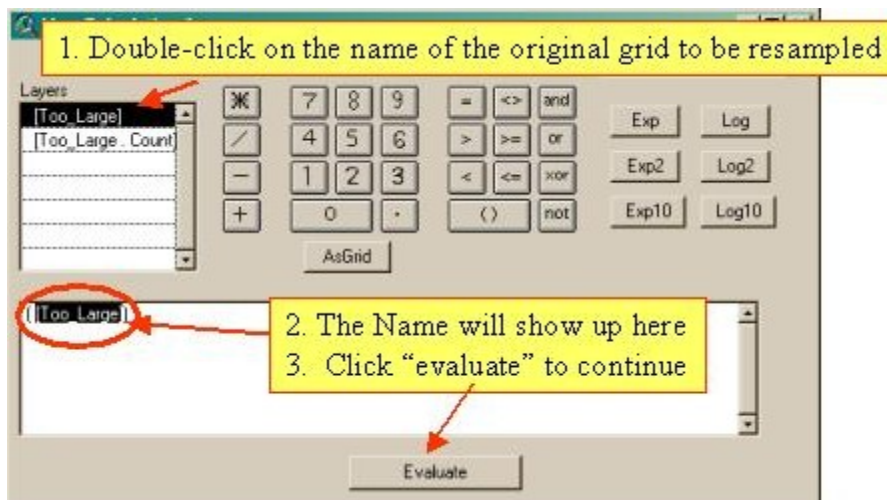 1. Double-click on the name of the original grid to be resampled
Layers
[Too_Large]
[Too_Large . Count]
7 8 9 = <> and
/ 4 5 6 > >= or
- 1 2 3 < <= xor
+ 0 . ( ) not
AsGrid
Exp Log
Exp2 Log2
Exp10 Log10
( [Too_Large])
2. The Name will show up here
3. Click “evaluate” to continue
Evaluate